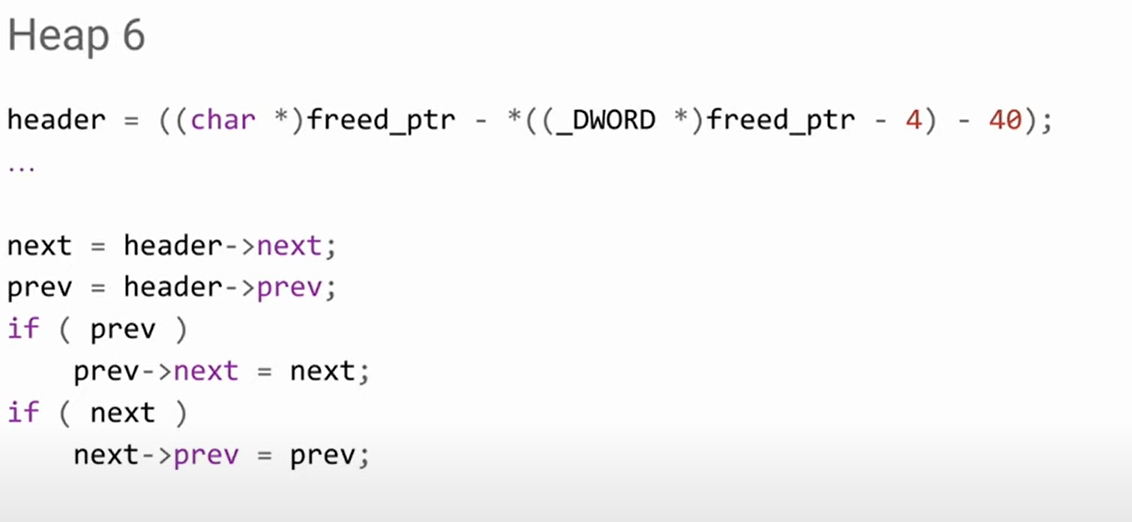 Heap 6
header = ((char *)freed_ptr - *((_DWORD *)freed_ptr - 4) - 40);
...
next = header->next;
prev = header->prev;
if ( prev )
prev->next = next;
if ( next )
next->prev = prev;